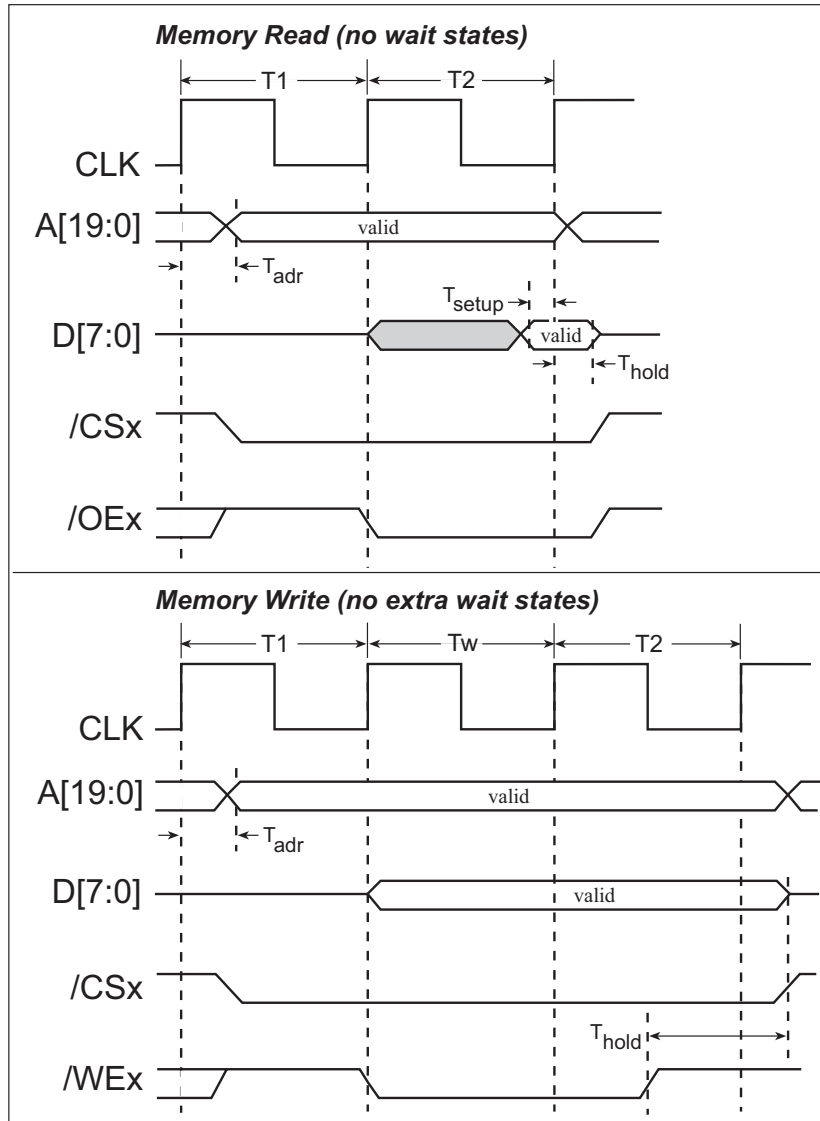 Memory Read (no wait states)
T1 T2
CLK
A[19:0] valid
Tadr
Tsetup
D[7:0] valid
Thold
/CSx
/OEx
Memory Write (no extra wait states)
T1 Tw T2
CLK
A[19:0] valid
Tadr
D[7:0] valid
/CSx
Thold
/WEx